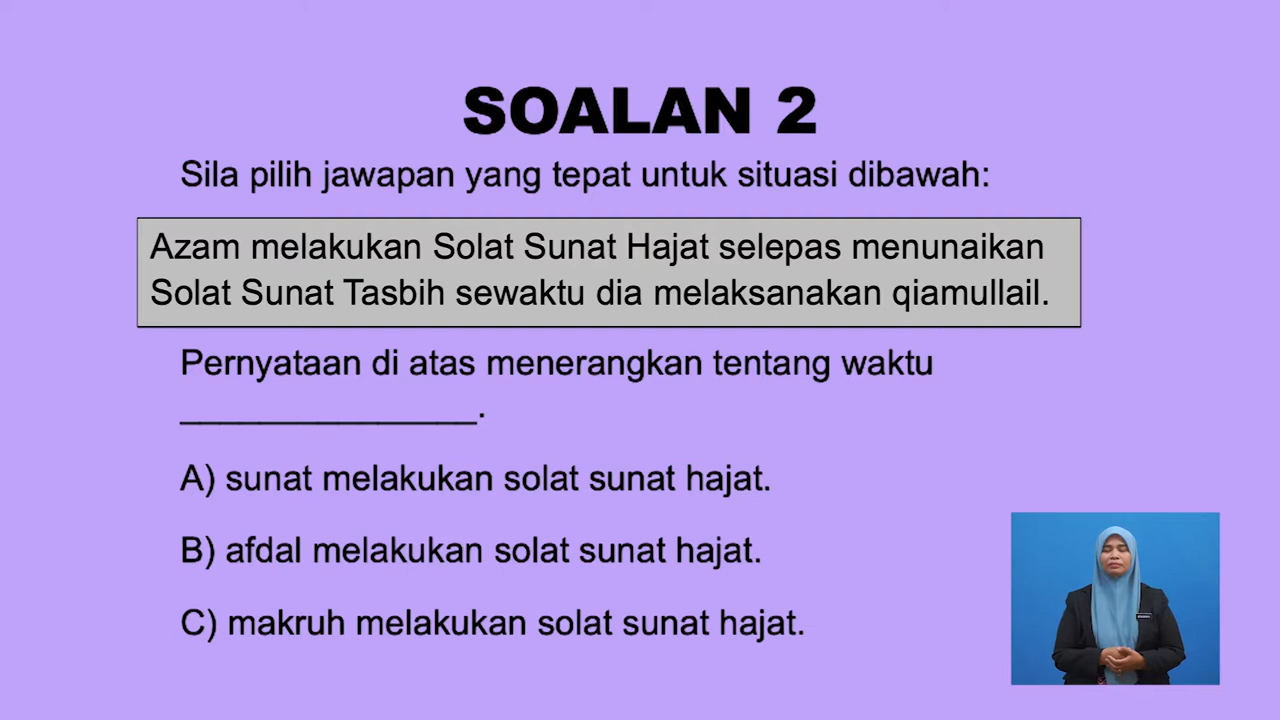 SOALAN 2
Sila pilih jawapan yang tepat untuk situasi dibawah:
Azam melakukan Solat Sunat Hajat selepas menunaikan
Solat Sunat Tasbih sewaktu dia melaksanakan qiamullail.
Pernyataan di atas menerangkan tentang waktu
_______________.
A) sunat melakukan solat sunat hajat.
B) afdal melakukan solat sunat hajat.
C) makruh melakukan solat sunat hajat.